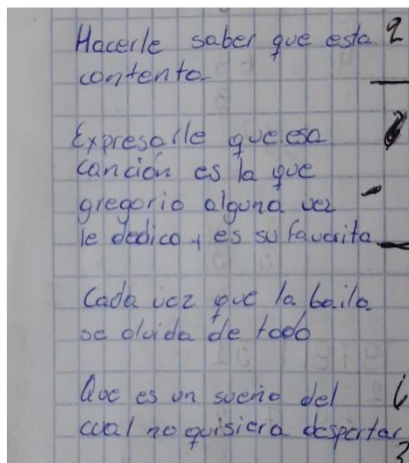 Hacerle saber que esta
contento.
Expresarle que esa
canción es la que
gregorio alguna vez
le dedico y es su favorita
Cada vez que la baila
se olvida de todo
Que es un sueño del
cual no quisiera despertar